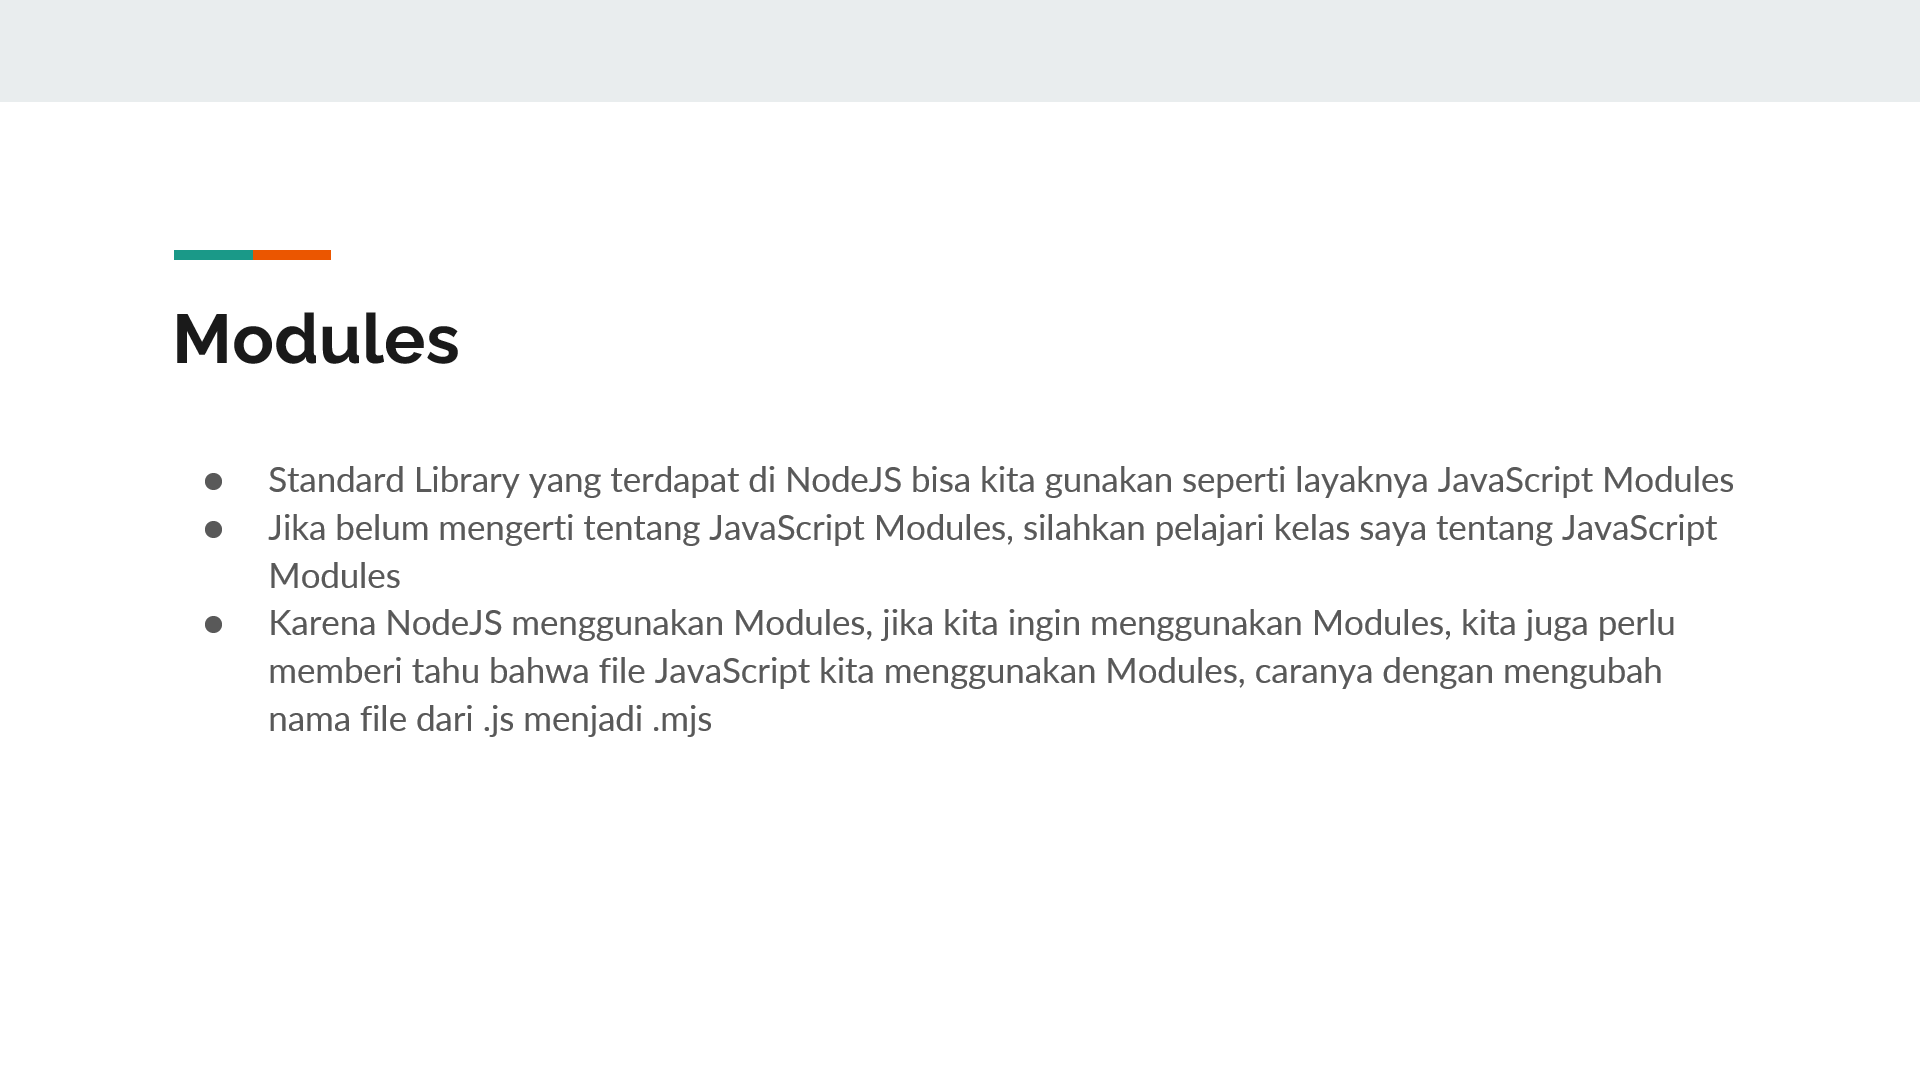 Modules
● Standard Library yang terdapat di NodeJS bisa kita gunakan seperti layaknya JavaScript Modules
● Jika belum mengerti tentang JavaScript Modules, silahkan pelajari kelas saya tentang JavaScript
Modules
● Karena NodeJS menggunakan Modules, jika kita ingin menggunakan Modules, kita juga perlu
memberi tahu bahwa file JavaScript kita menggunakan Modules, caranya dengan mengubah
nama file dari .js menjadi .mjs